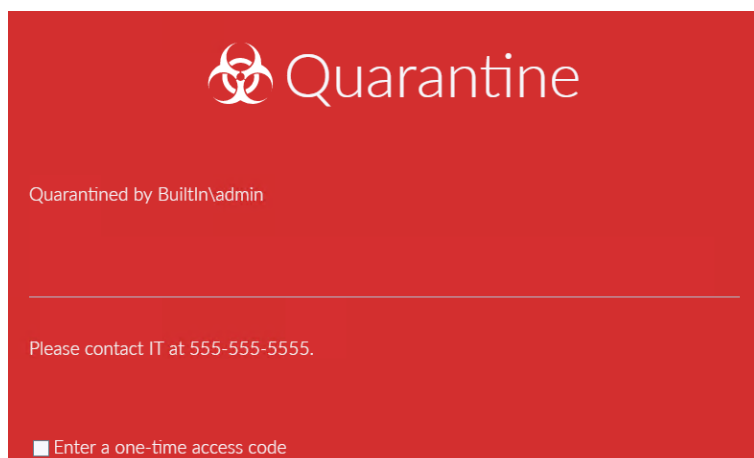 Quarantine
Quarantined by BuiltIn\admin
Please contact IT at 555-555-5555.
Enter a one-time access code